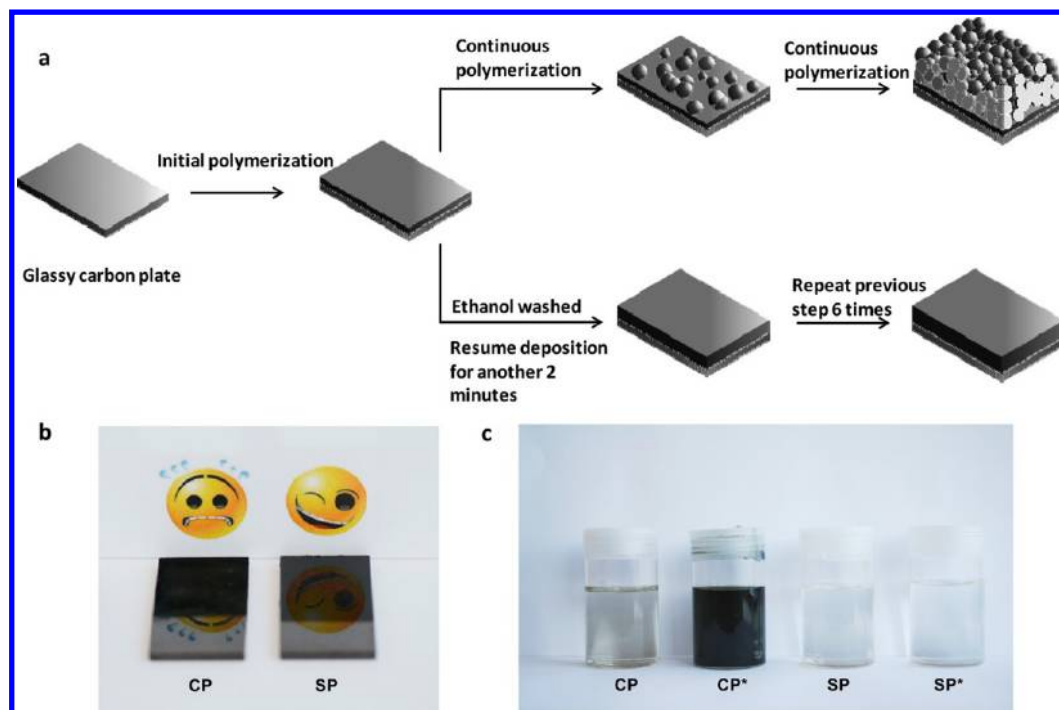 a
Continuous
polymerization
Continuous
polymerization
Initial polymerization
Glassy carbon plate
Ethanol washed
Resume deposition
for another 2
minutes
Repeat previous
step 6 times
b
CP
SP
c
CP
CP*
SP
SP*